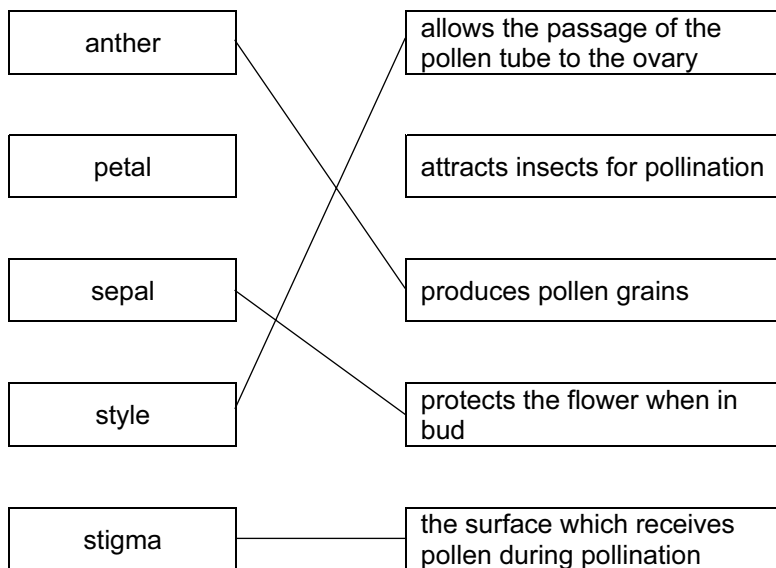 anther
allows the passage of the
pollen tube to the ovary
petal
attracts insects for pollination
sepal
produces pollen grains
style
protects the flower when in
bud
stigma
the surface which receives
pollen during pollination